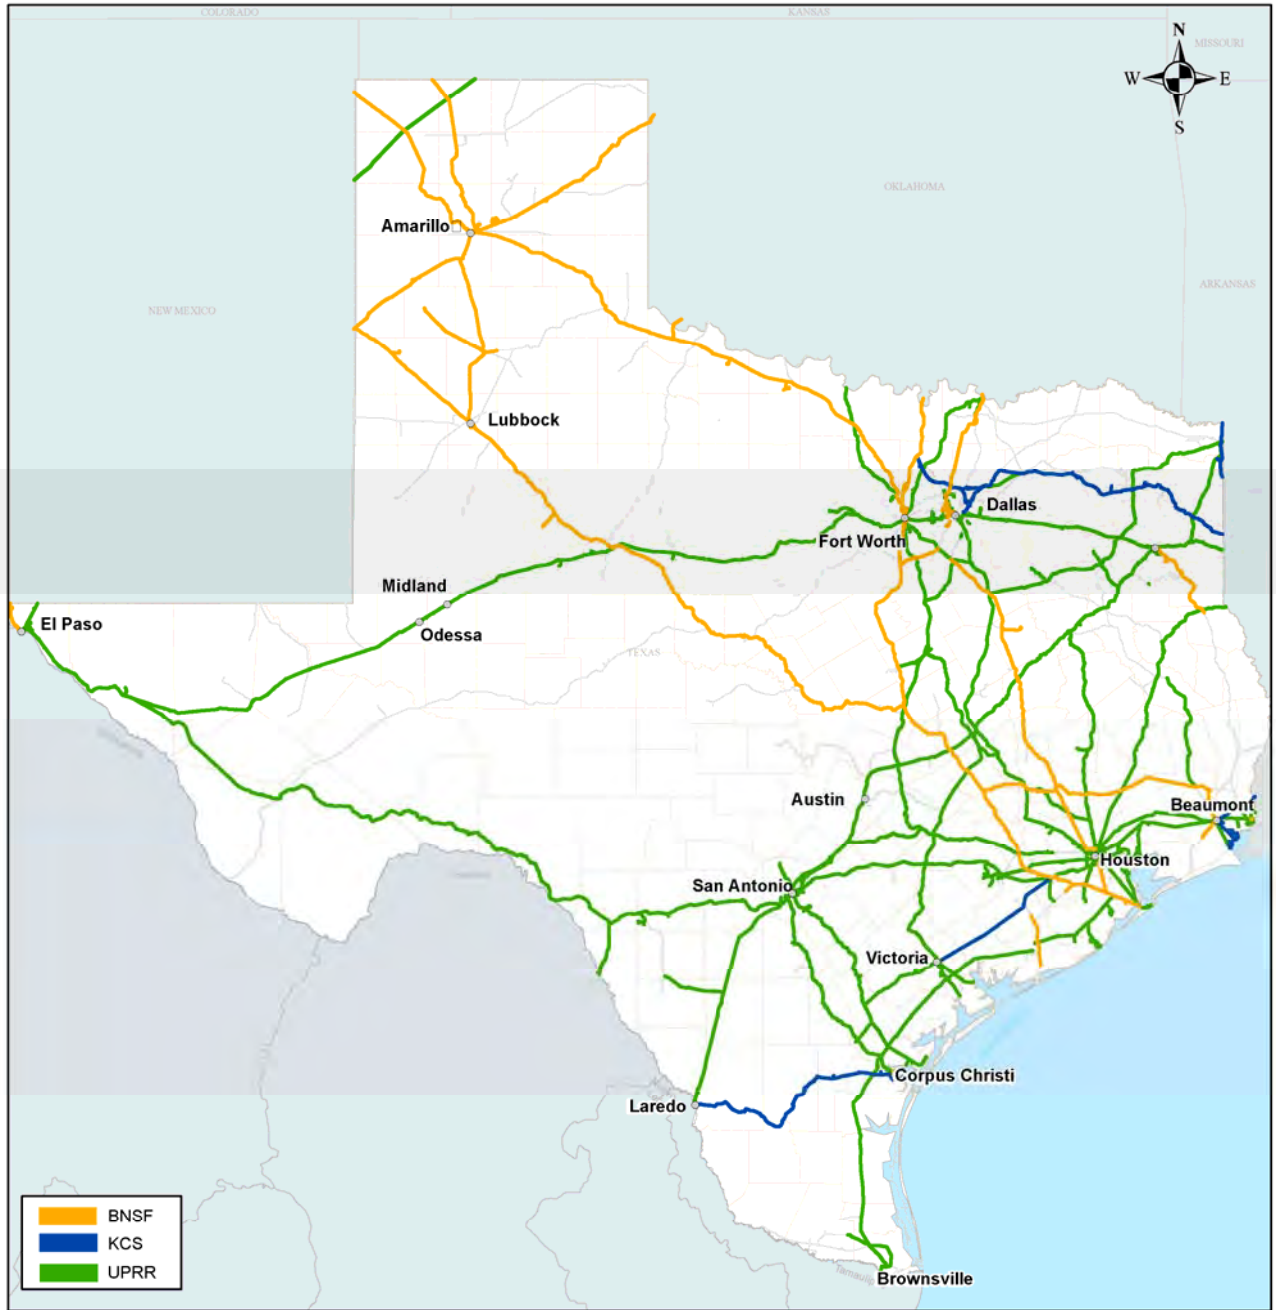 COLORADO
KANSAS
N
MISSOURI
W
E
S
OKLAHOMA
Amarillo
ARKANSAS
NEW MEXICO
Lubbock
Dallas
Fort Worth
Midland
El Paso
Odessa
TEXAS
Austin
Beaumont
Houston
San Antonio
Victoria
Corpus Christi
Laredo
BNSF
KCS
UPRR
Brownsville